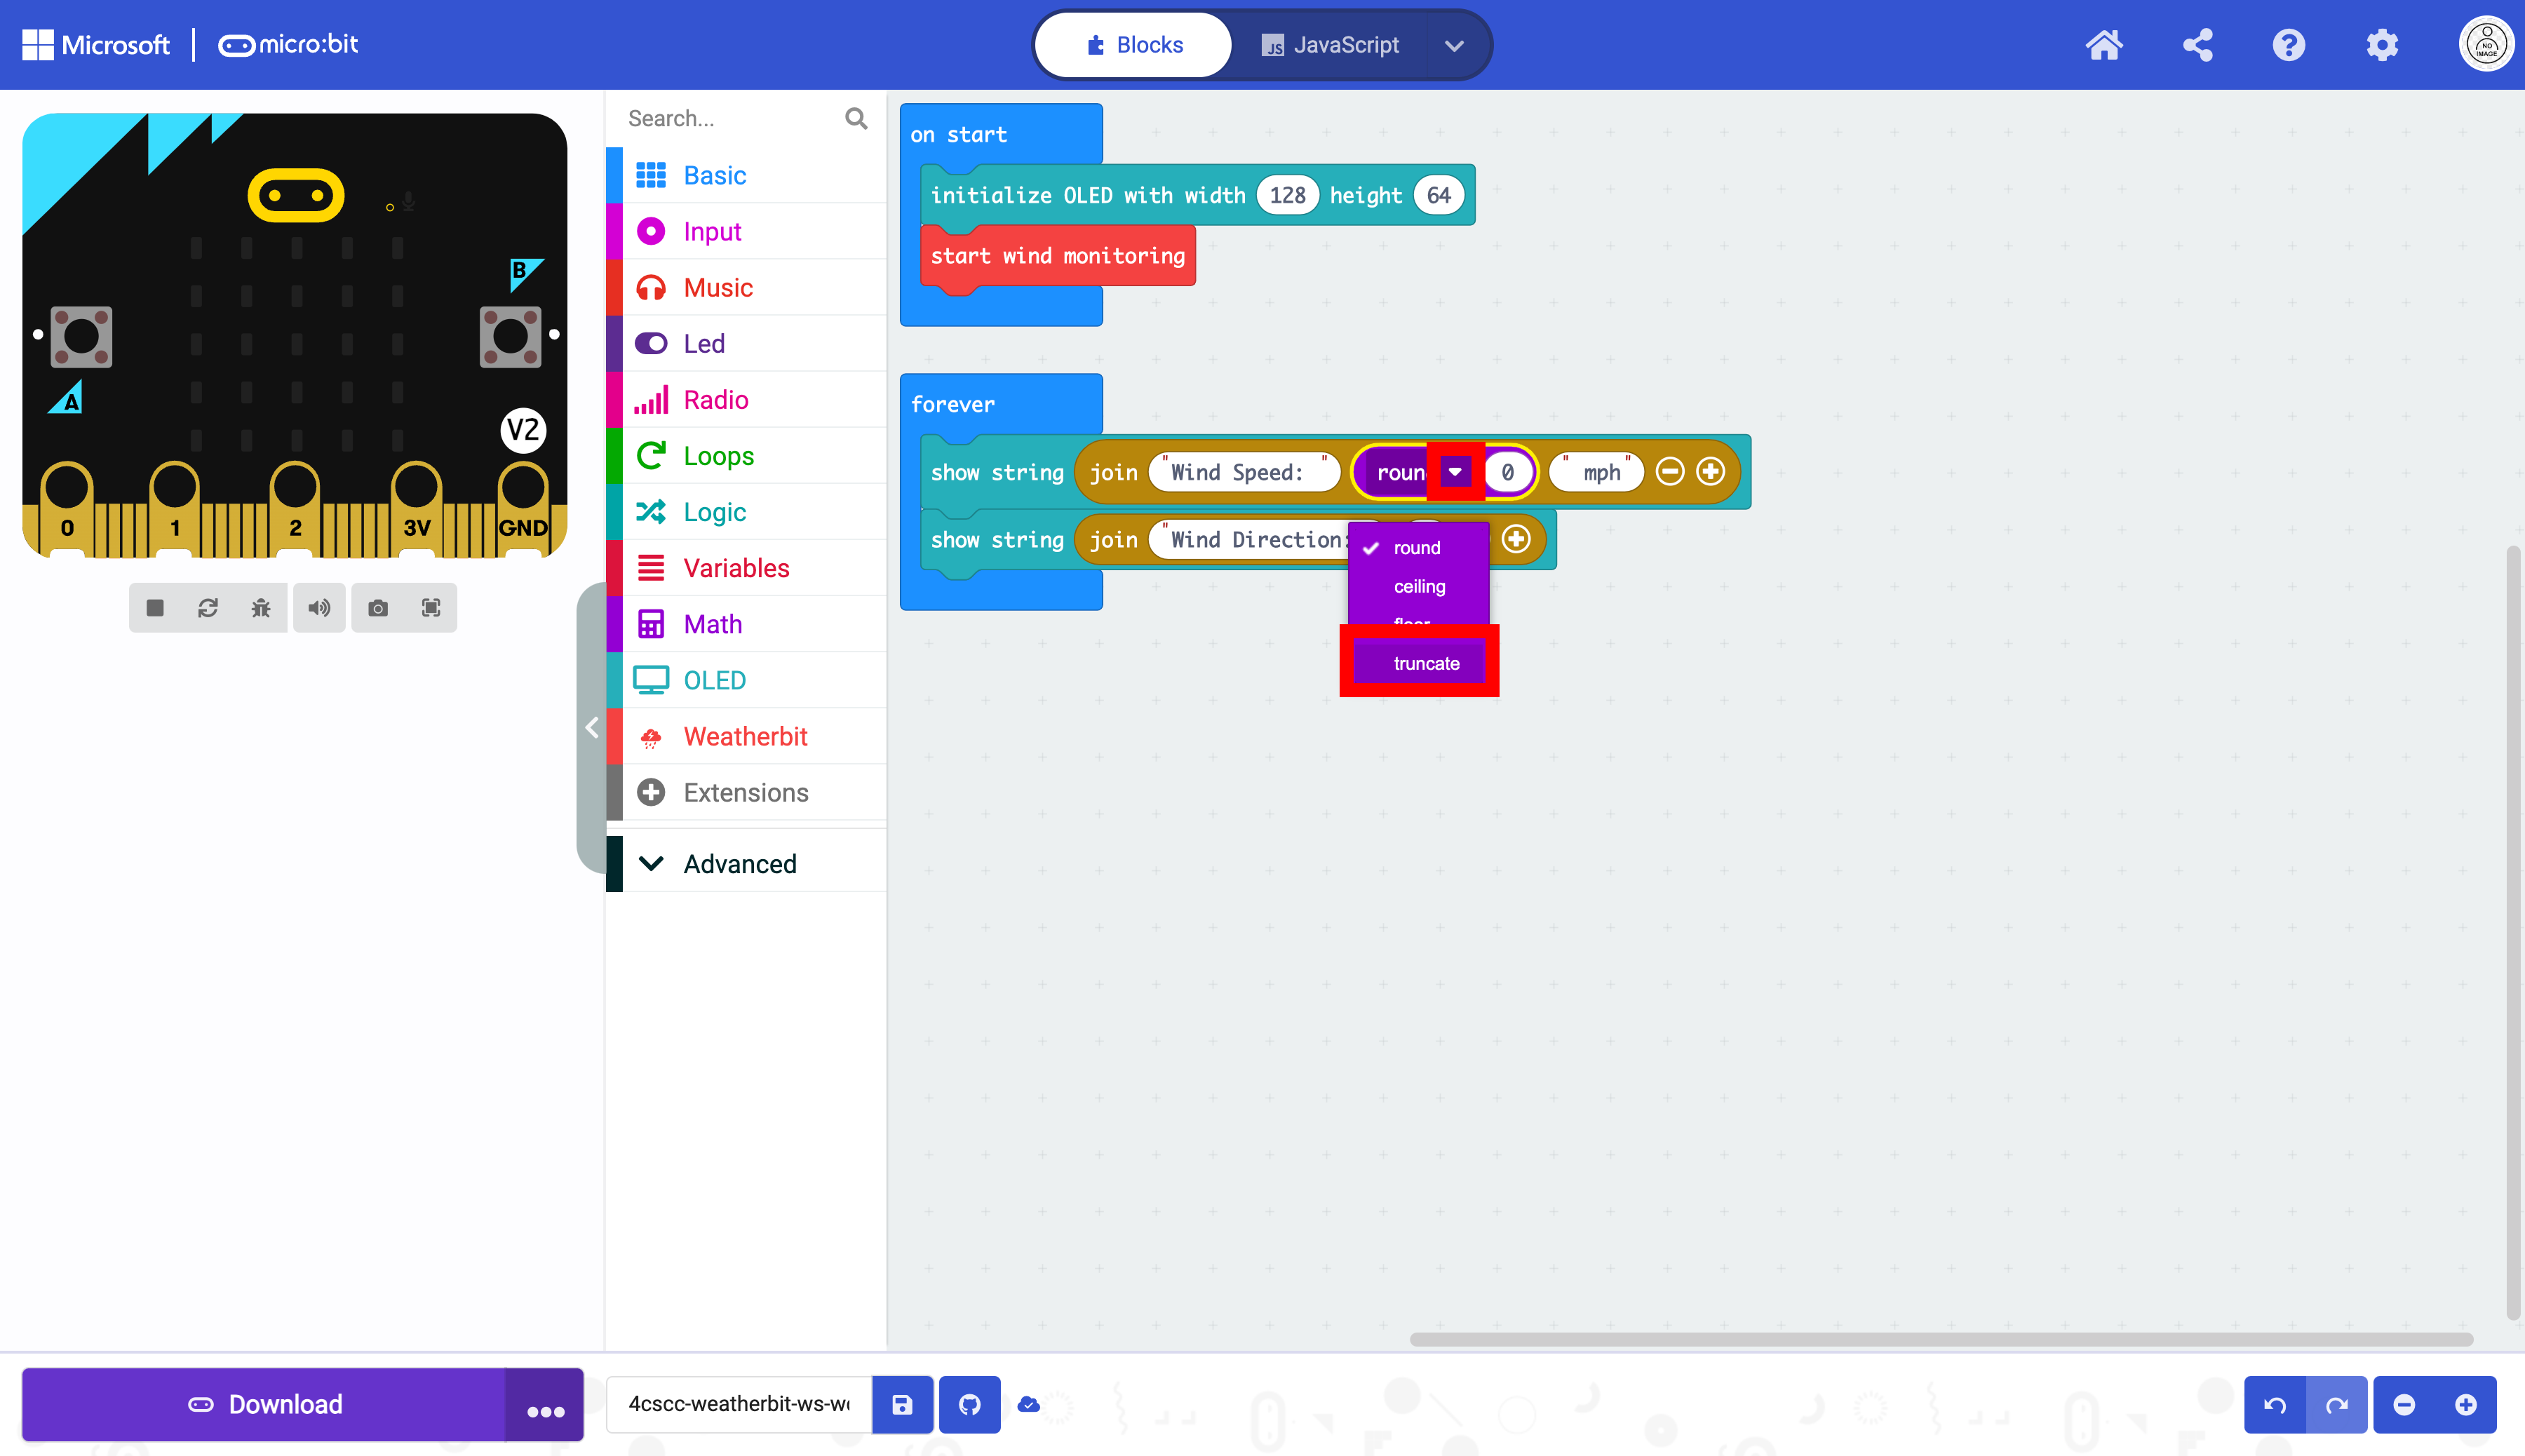 Microsoft | micro:bit
Blocks
JavaScript
NO IMAGE
B
A
V2
0 1 2 3V GND
Search...
Basic
Input
Music
Led
Radio
Loops
Logic
Variables
Math
OLED
Weatherbit
Extensions
Advanced
on start
initialize OLED with width 128 height 64
start wind monitoring
forever
show string join "Wind Speed: " roun 0 " mph"
show string join "Wind Direction:
round
ceiling
floor
truncate
Download
4cscc-weatherbit-ws-w